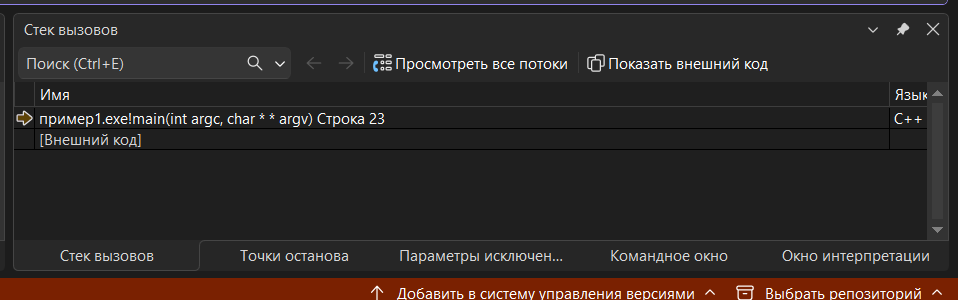 Стек вызовов
Поиск (Ctrl+E)
Просмотреть все потоки
Показать внешний код
Имя
Язык
пример1.exe!main(int argc, char * * argv) Строка 23
C++
[Внешний код]
Стек вызовов
Точки останова
Параметры исключен...
Командное окно
Окно интерпретации
Добавить в систему управления версиями
Выбрать репозиторий